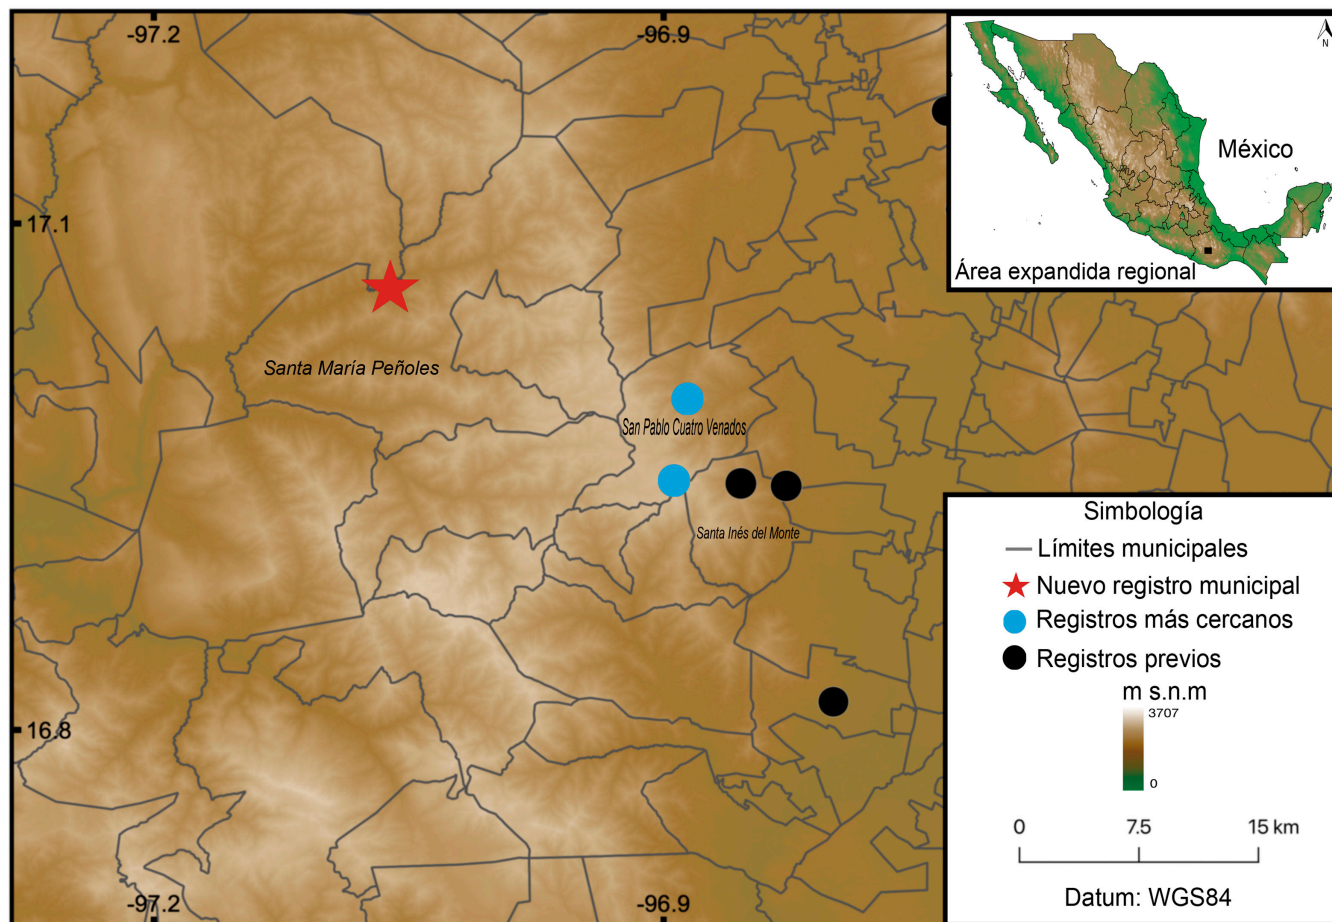 -97.2
-96.9
N
México
17.1
Área expandida regional
Santa María Peñoles
San Pablo Cuatro Venados
Santa Inés del Monte
Simbología
Límites municipales
Nuevo registro municipal
Registros más cercanos
Registros previos
m s.n.m
3707
0
16.8
0 7.5 15 km
Datum: WGS84
-97.2
-96.9